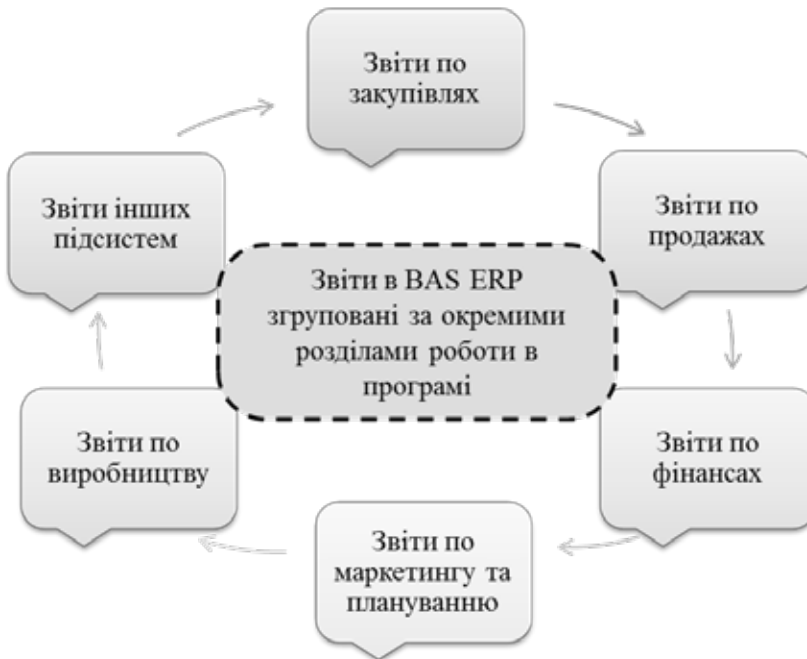 Звіти по
закупівлях
Звіти по
продажах
Звіти по
фінансах
Звіти по
маркетингу та
плануванню
Звіти по
виробництву
Звіти інших
підсистем
Звіти в BAS ERP
згруповані за окремими
розділами роботи в
програмі